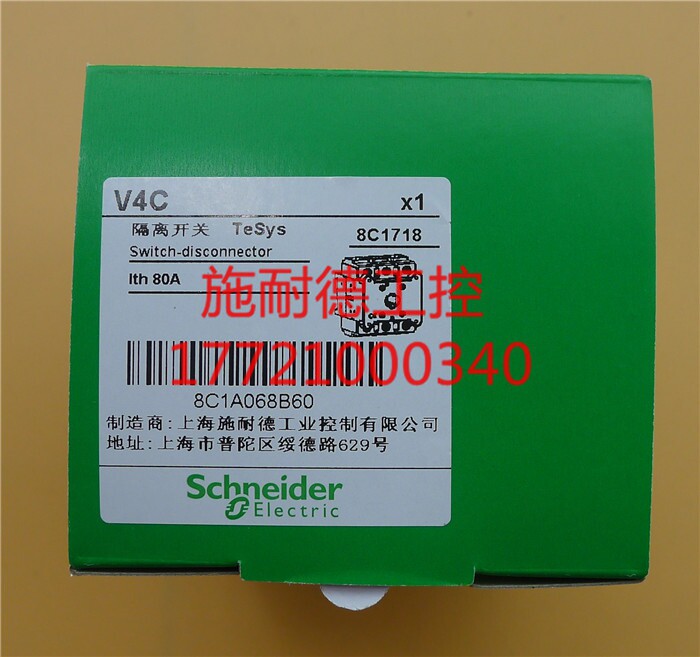 V4C x1
隔离开关 TeSys 8C1718
Switch-disconnector
Ith 80A
施耐德工控
17721000340
8C1A068B60
制造商:上海施耐德工业控制有限公司
地址:上海市普陀区绥德路629号
Schneider
Electric